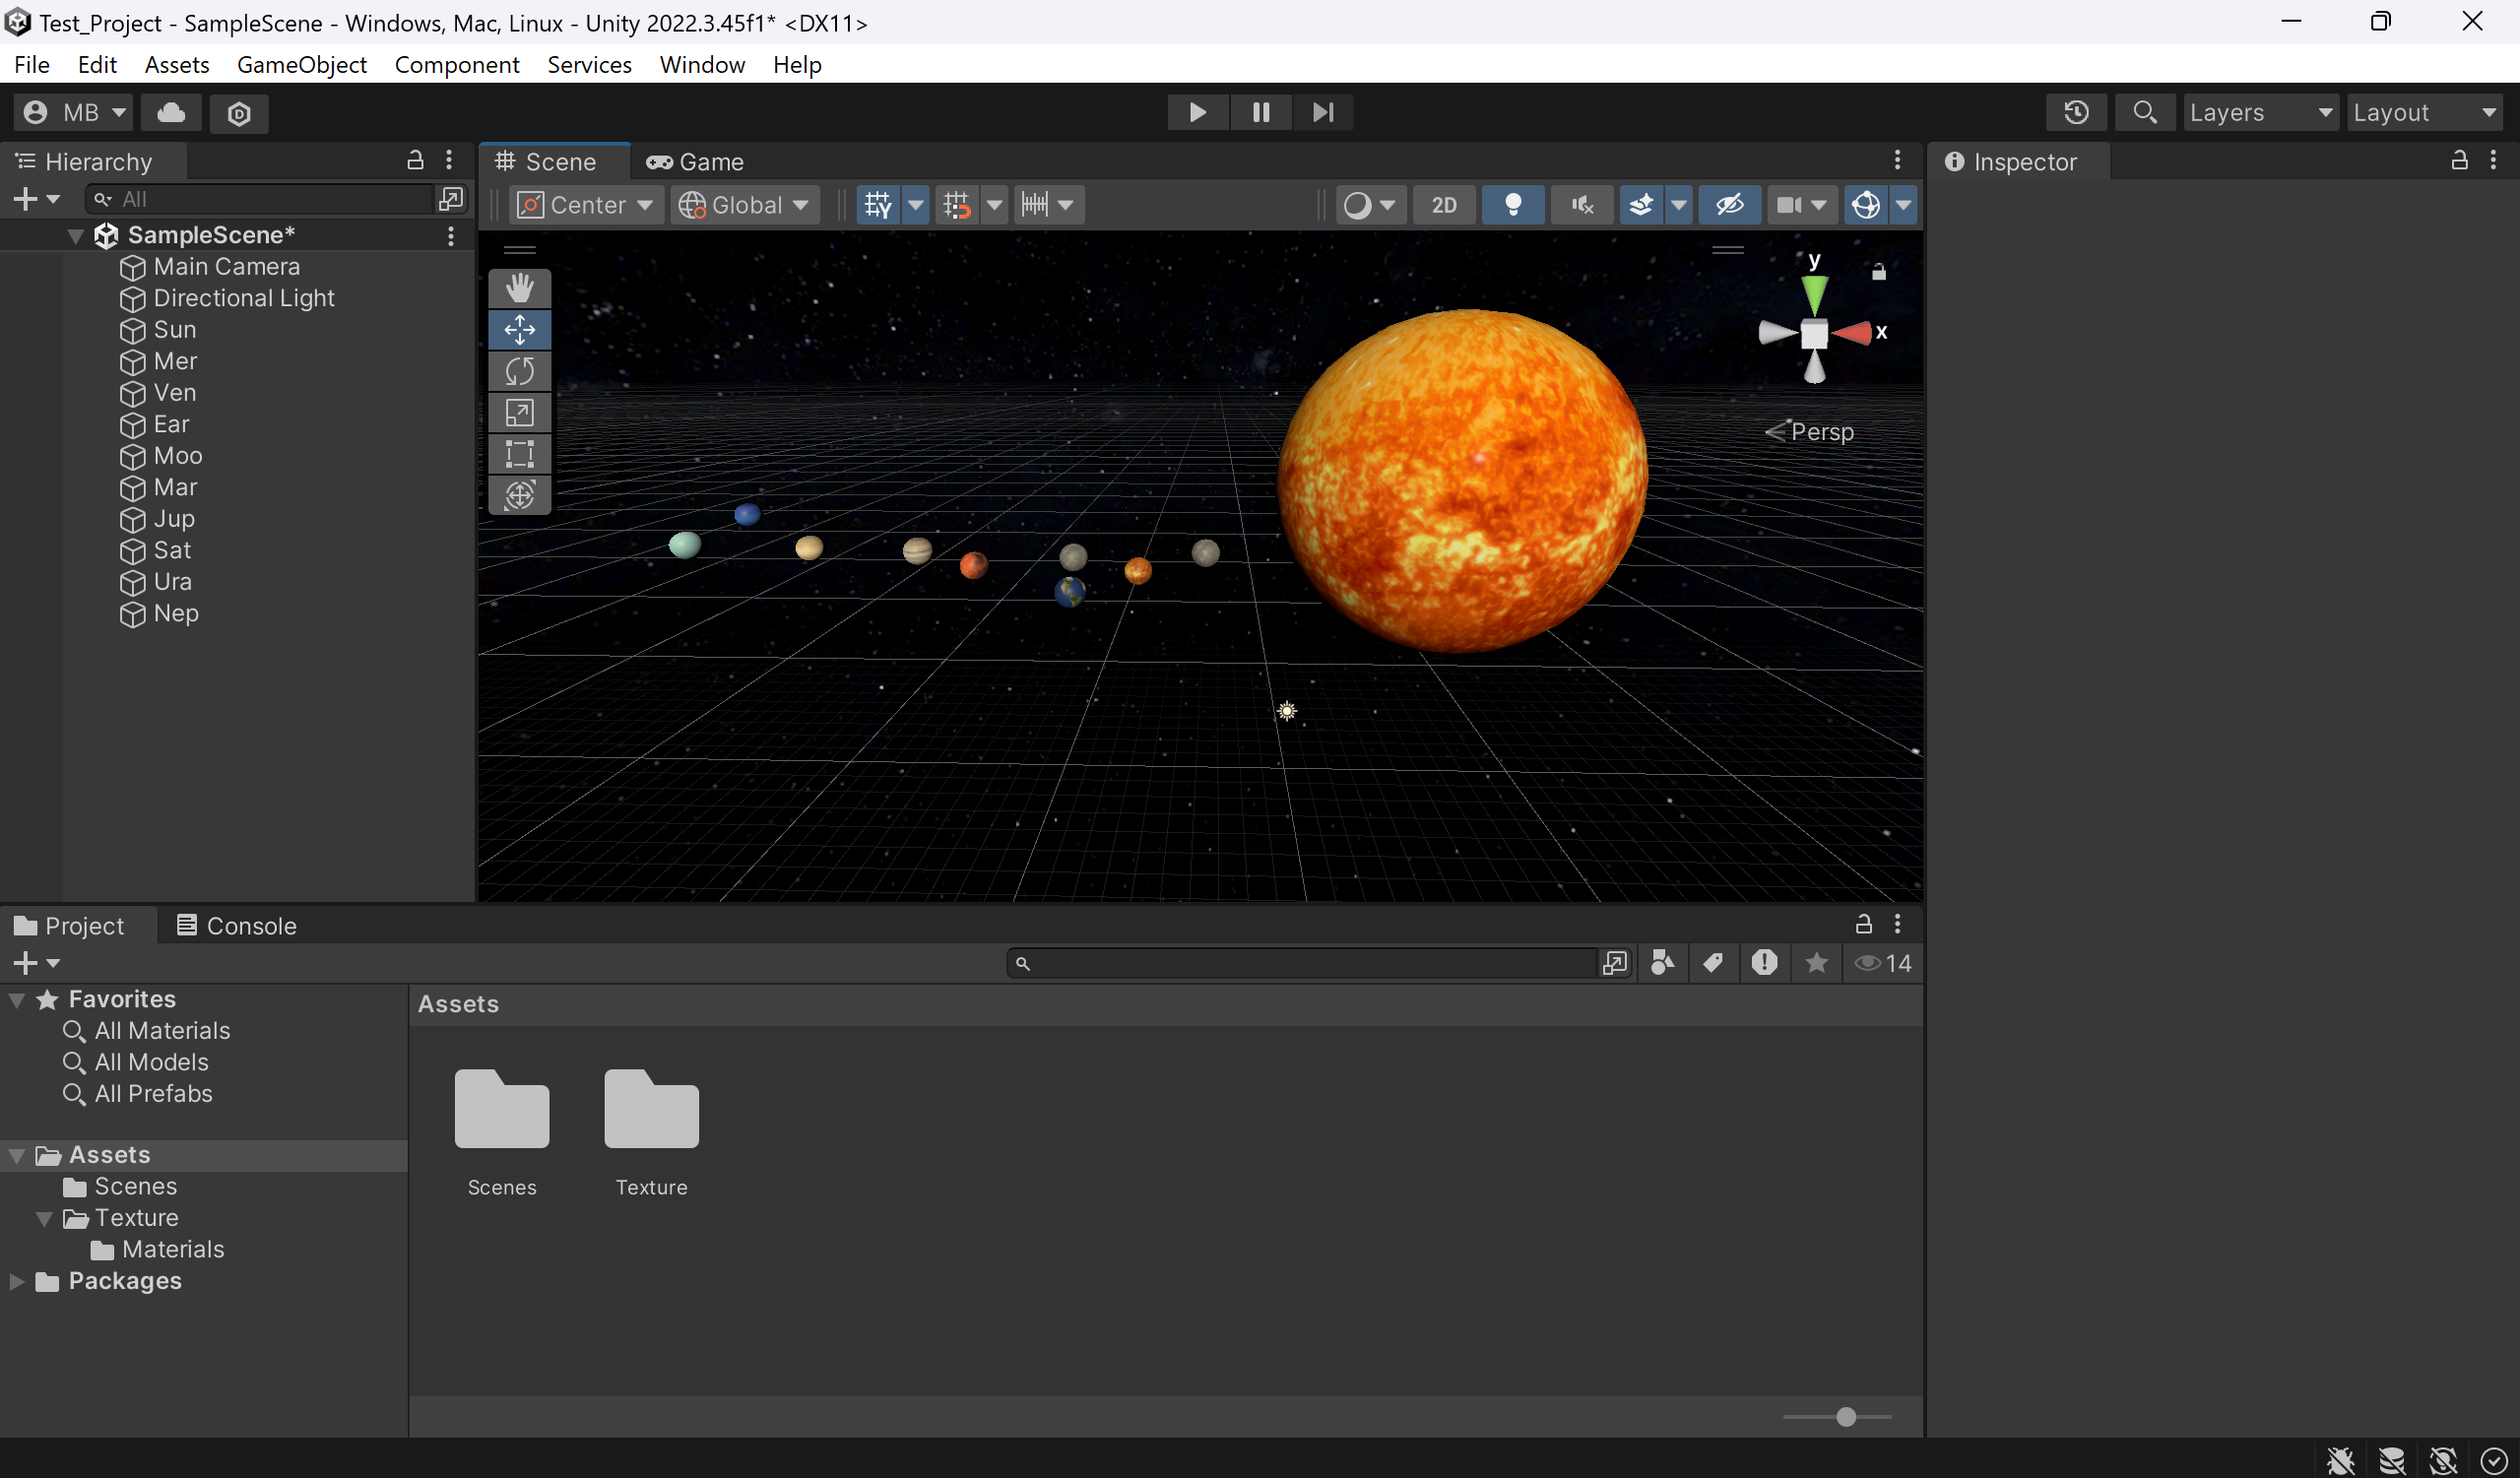 Test_Project - SampleScene - Windows, Mac, Linux - Unity 2022.3.45f1* <DX11>
File Edit Assets GameObject Component Services Window Help
MB
Layers Layout
Hierarchy
All
SampleScene*
Main Camera
Directional Light
Sun
Mer
Ven
Ear
Moo
Mar
Jup
Sat
Ura
Nep
Scene Game
Center Global 2D
y
x
Persp
Inspector
Project Console
14
Favorites
All Materials
All Models
All Prefabs
Assets
Scenes
Texture
Materials
Packages
Assets
Scenes Texture